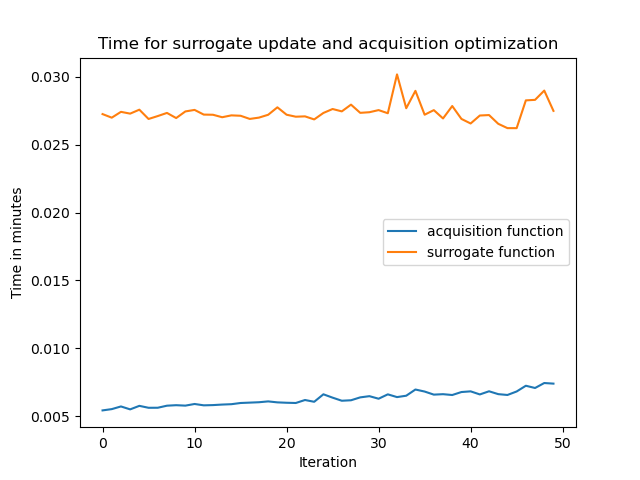 Time for surrogate update and acquisition optimization
0.030
0.025
0.020
0.015
0.010
0.005
Time in minutes
acquisition function
surrogate function
0 10 20 30 40 50
Iteration